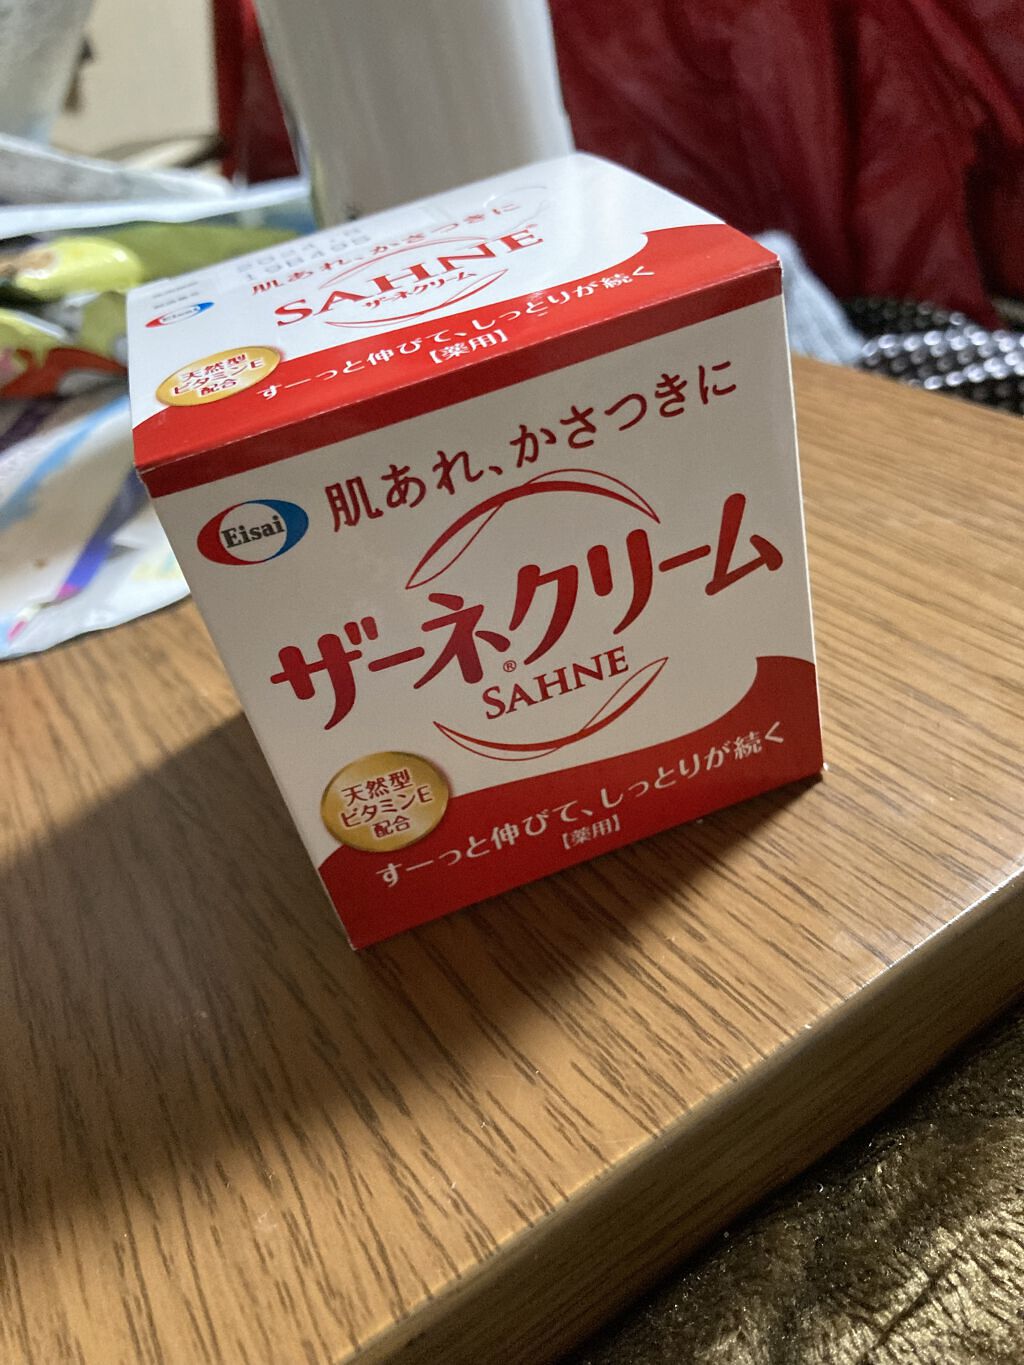 肌あれ、かさつきに
SAHNE®
ザーネクリーム
Eisai
天然型
ビタミンE
配合
すーっと伸びて、しっとりが続く
【薬用】
肌あれ、かさつきに
Eisai
ザーネクリーム
®
SAHNE
天然型
ビタミンE
配合
すーっと伸びて、しっとりが続く
【薬用】